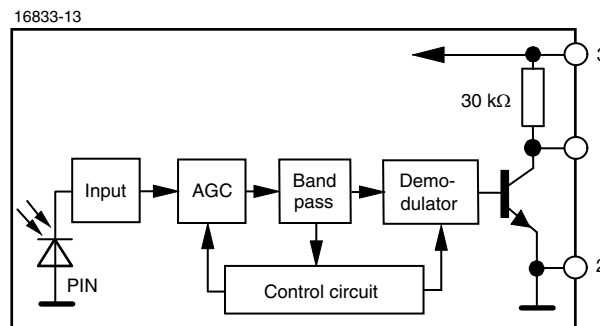 16833-13
3
30 kΩ
Input
AGC
Band
pass
Demo-
dulator
PIN
Control circuit
2